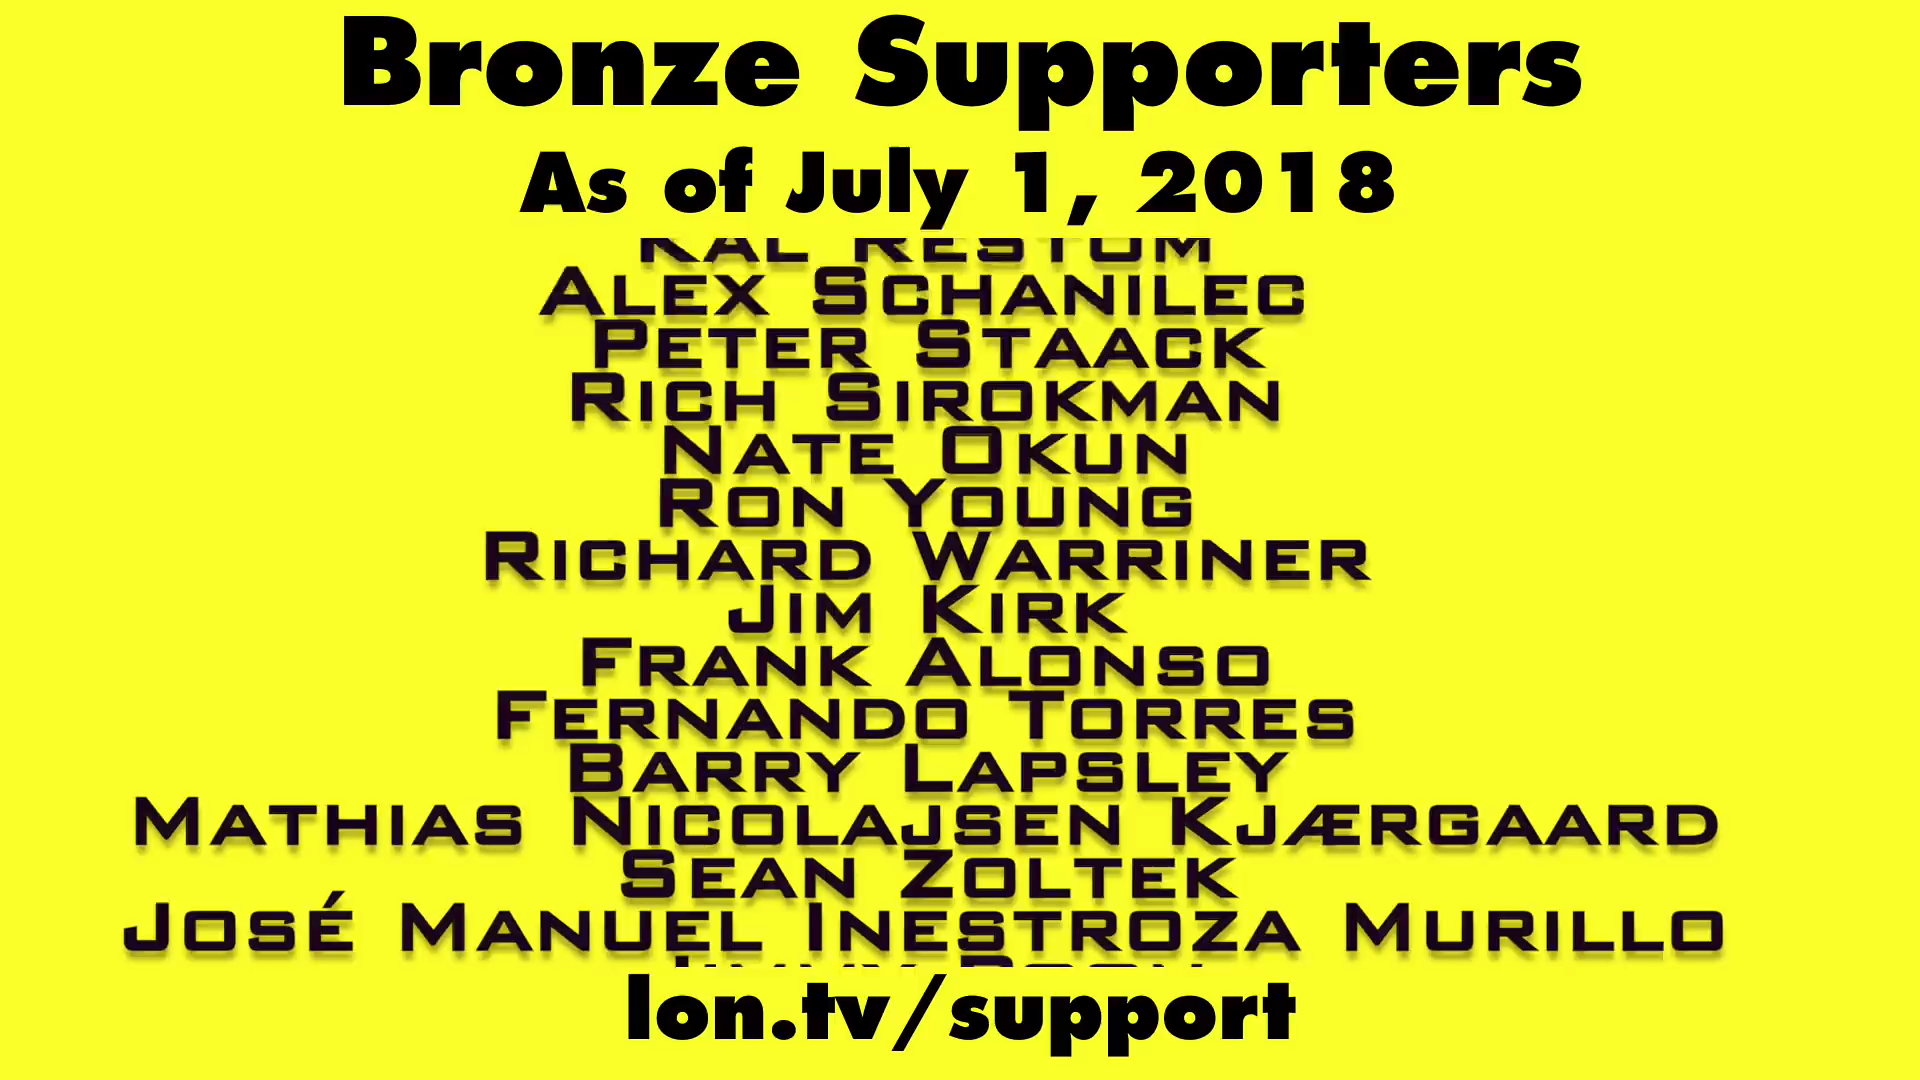 Bronze Supporters
As of July 1, 2018
Kal Restum
Alex Schanilec
Peter Staack
Rich Sirokman
Nate Okun
Ron Young
Richard Warriner
Jim Kirk
Frank Alonso
Fernando Torres
Barry Lapsley
Mathias Nicolajsen Kjærgaard
Sean Zoltek
José Manuel Inestroza Murillo
lon.tv/support